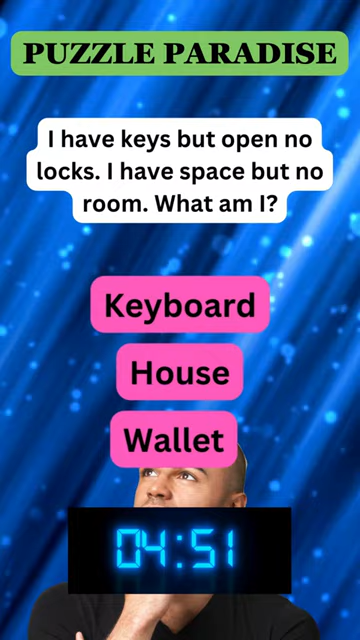 PUZZLE PARADISE
I have keys but open no
locks. I have space but no
room. What am I?
Keyboard
House
Wallet
04:51